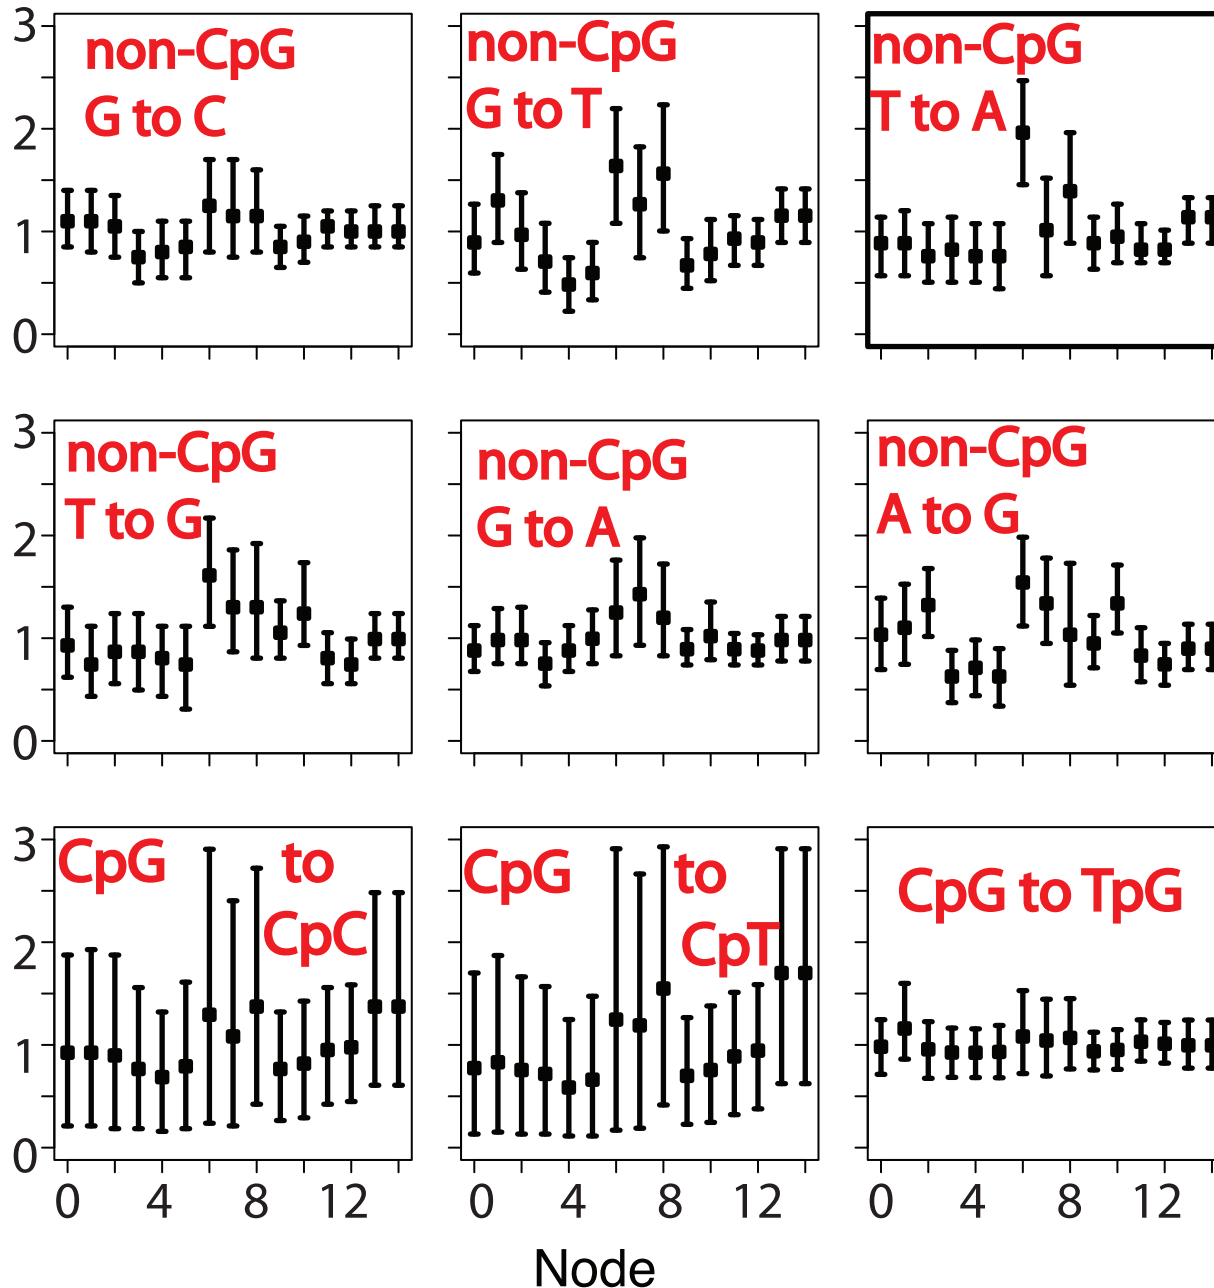 3
2
1
0
non-CpG
G to C
non-CpG
G to T
non-CpG
T to A
3
2
1
0
non-CpG
T to G
non-CpG
G to A
non-CpG
A to G
3
2
1
0
CpG to
CpC
CpG to
CpT
CpG to TpG
0 4 8 12
0 4 8 12
0 4 8 12
Node